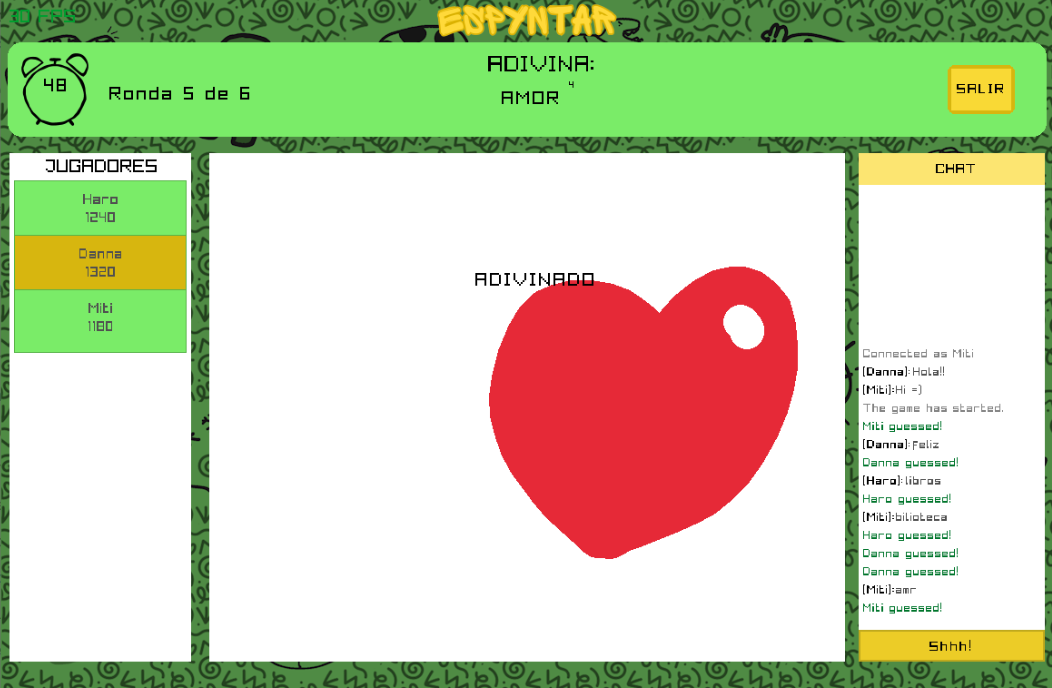 30 FPS
ESPYNTAR
48
Ronda 5 de 6
ADIVINA:
AMOR 4
SALIR
JUGADORES
Haro
1240
Danna
1320
Miti
1180
ADIVINADO
CHAT
Connected as Miti
[Danna]:Hola!!
[Miti]:Hi =)
The game has started.
Miti guessed!
[Danna]:Feliz
Danna guessed!
[Haro]:libros
Haro guessed!
[Miti]:bilioteca
Haro guessed!
Danna guessed!
Danna guessed!
[Miti]:amr
Miti guessed!
Shhh!